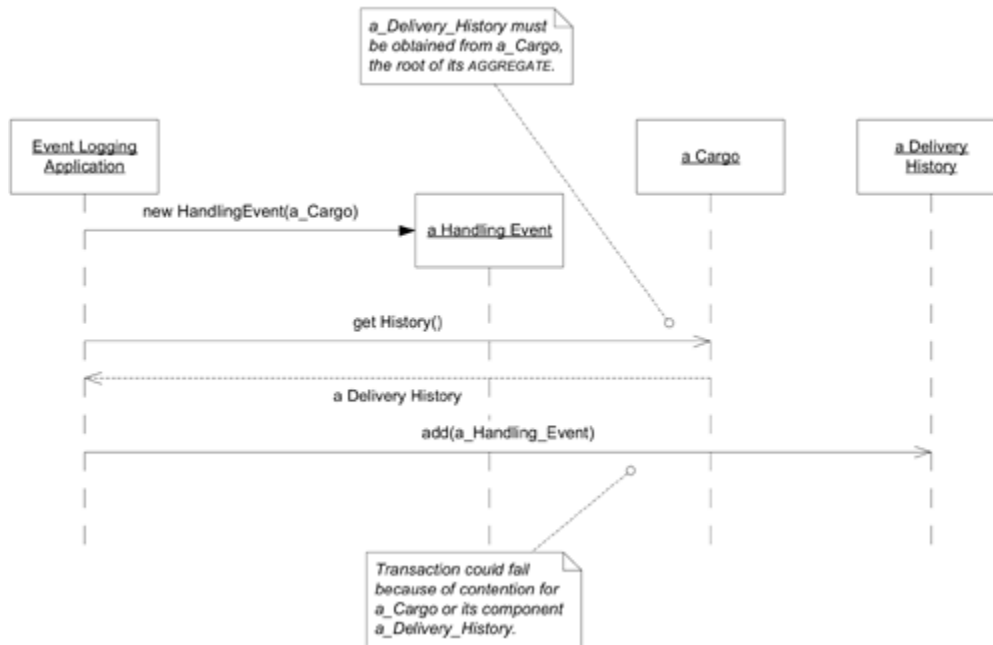 a_Delivery_History must
be obtained from a_Cargo,
the root of its AGGREGATE.
Event Logging
Application
a Cargo
a Delivery
History
new HandlingEvent(a_Cargo)
a Handling Event
get History()
a Delivery History
add(a_Handling_Event)
Transaction could fail
because of contention for
a_Cargo or its component
a_Delivery_History.